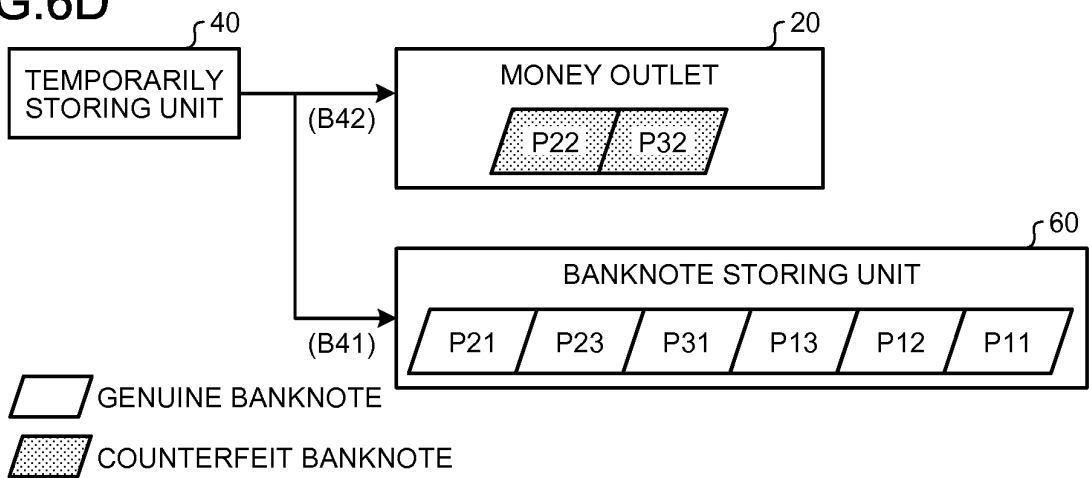 G.6D
40
TEMPORARILY
STORING UNIT
(B42)
20
MONEY OUTLET
P22 P32
60
BANKNOTE STORING UNIT
(B41)
P21 P23 P31 P13 P12 P11
GENUINE BANKNOTE
COUNTERFEIT BANKNOTE